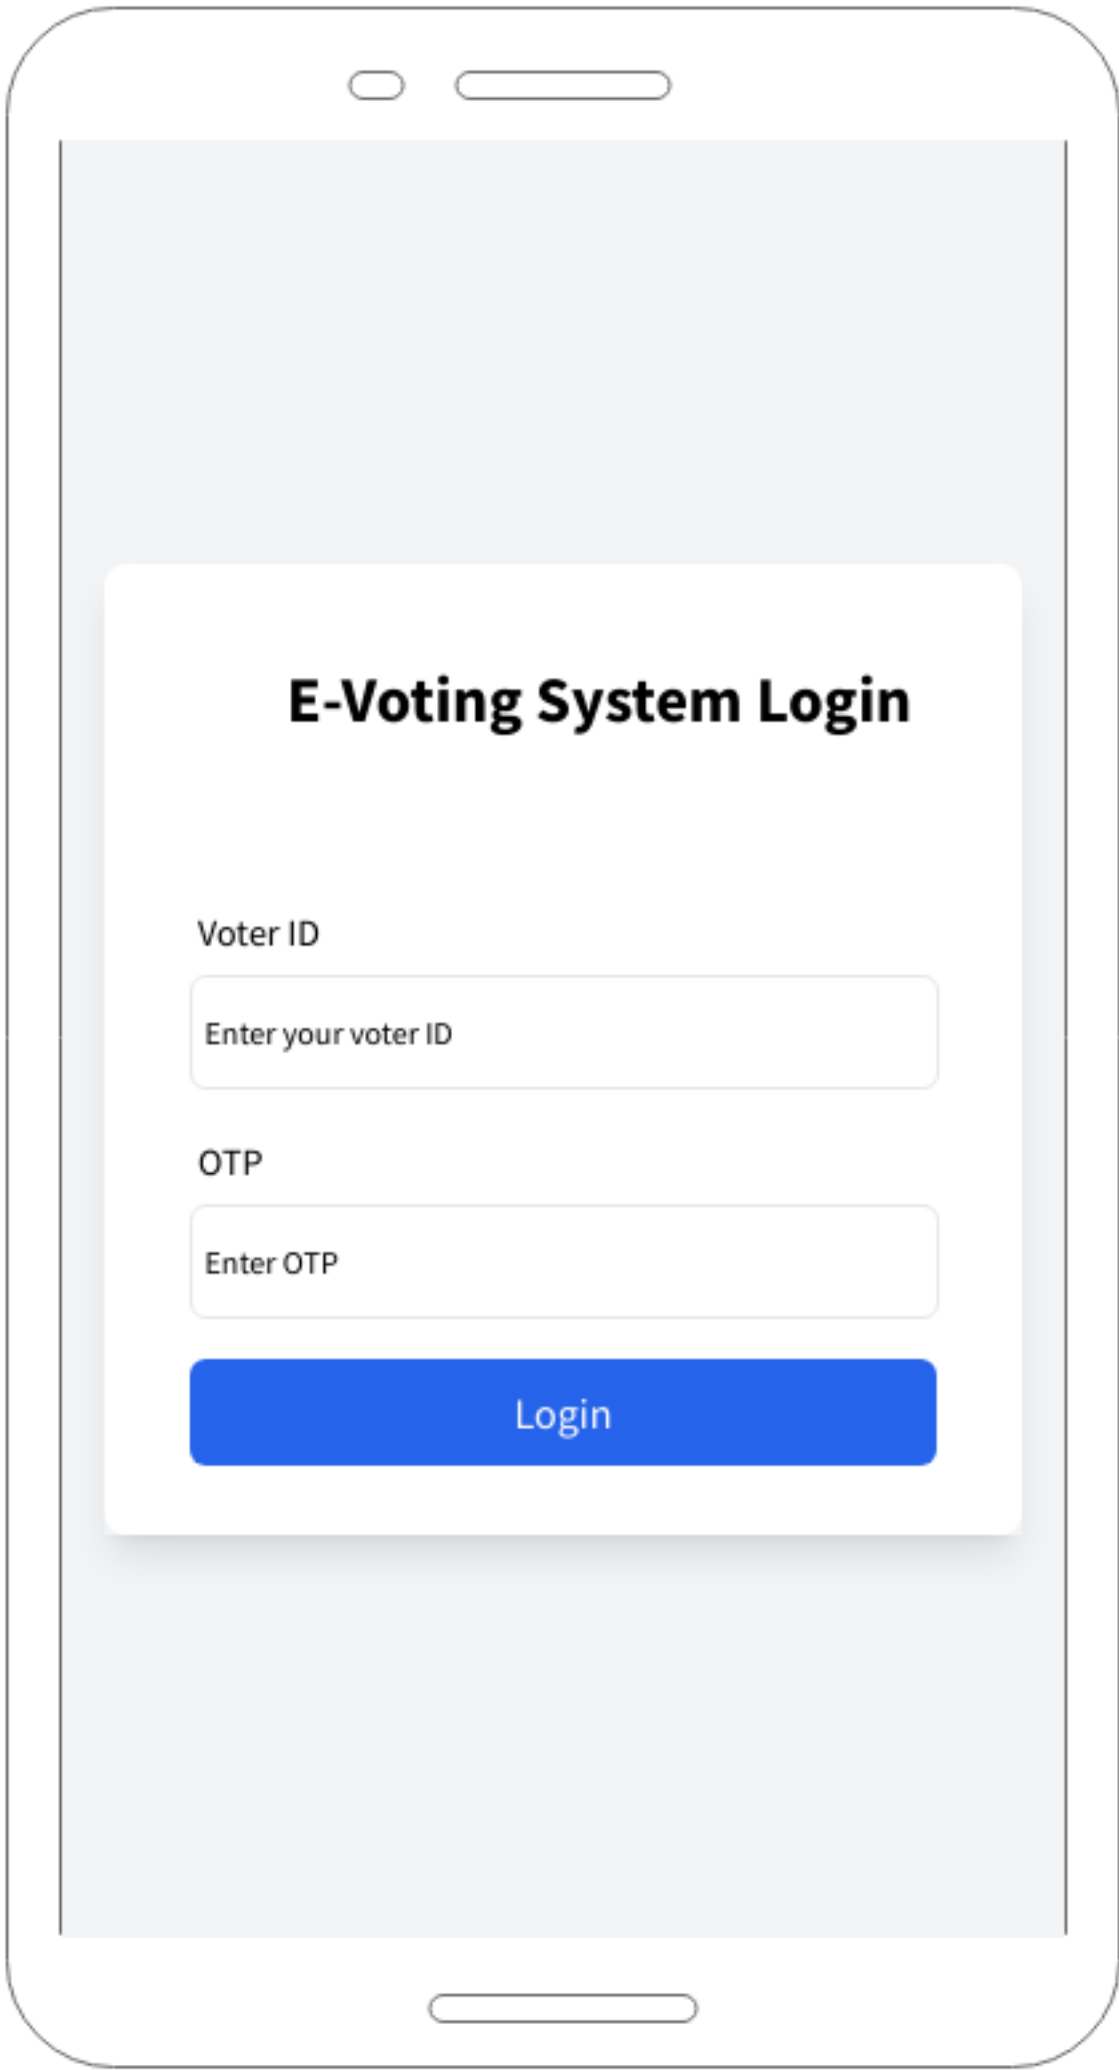 E-Voting System Login
Voter ID
Enter your voter ID
OTP
Enter OTP
Login